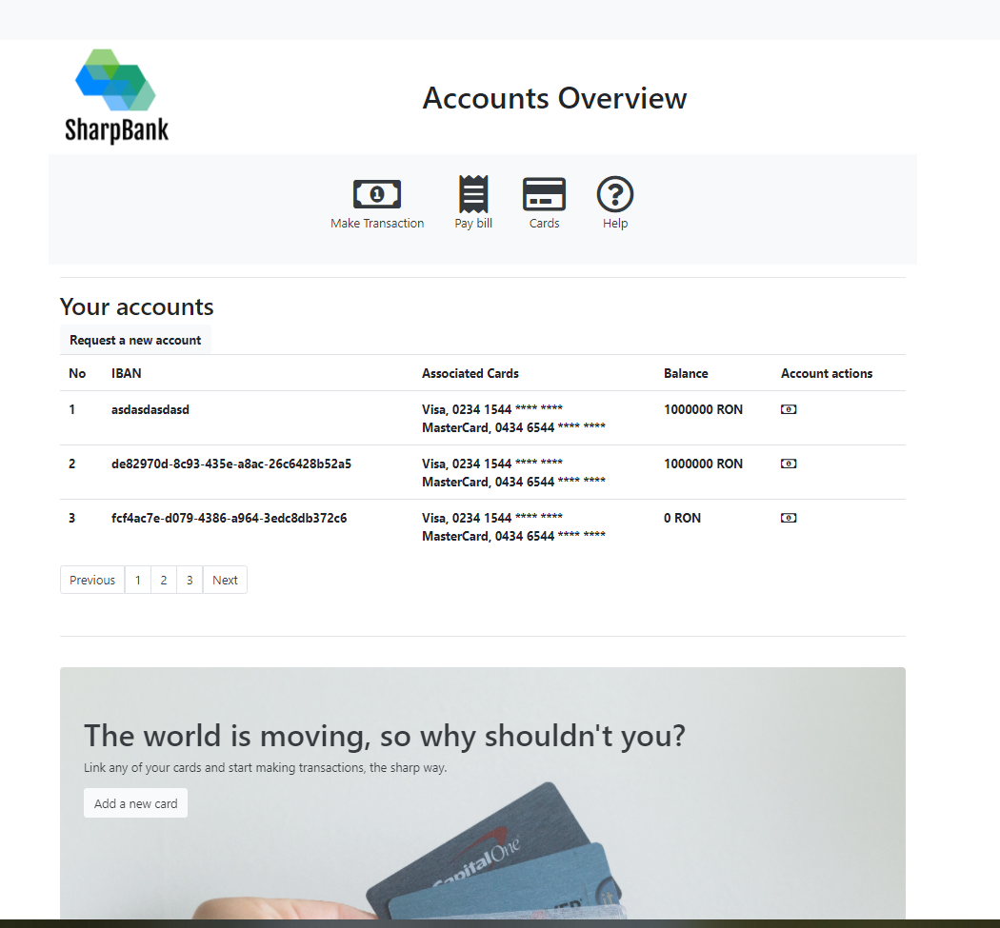 SharpBank
Accounts Overview
1
Make Transaction
Pay bill
Cards
?
Help
Your accounts
Request a new account
No IBAN Associated Cards Balance Account actions
1 asdasdasdasd Visa, 0234 1544 **** **** 1000000 RON
MasterCard, 0434 6544 **** ****
2 de82970d-8c93-435e-a8ac-26c6428b52a5 Visa, 0234 1544 **** **** 1000000 RON
MasterCard, 0434 6544 **** ****
3 fcf4ac7e-d079-4386-a964-3edc8db372c6 Visa, 0234 1544 **** **** 0 RON
MasterCard, 0434 6544 **** ****
Previous 1 2 3 Next
The world is moving, so why shouldn't you?
Link any of your cards and start making transactions, the sharp way.
Add a new card
CapitalOne
it